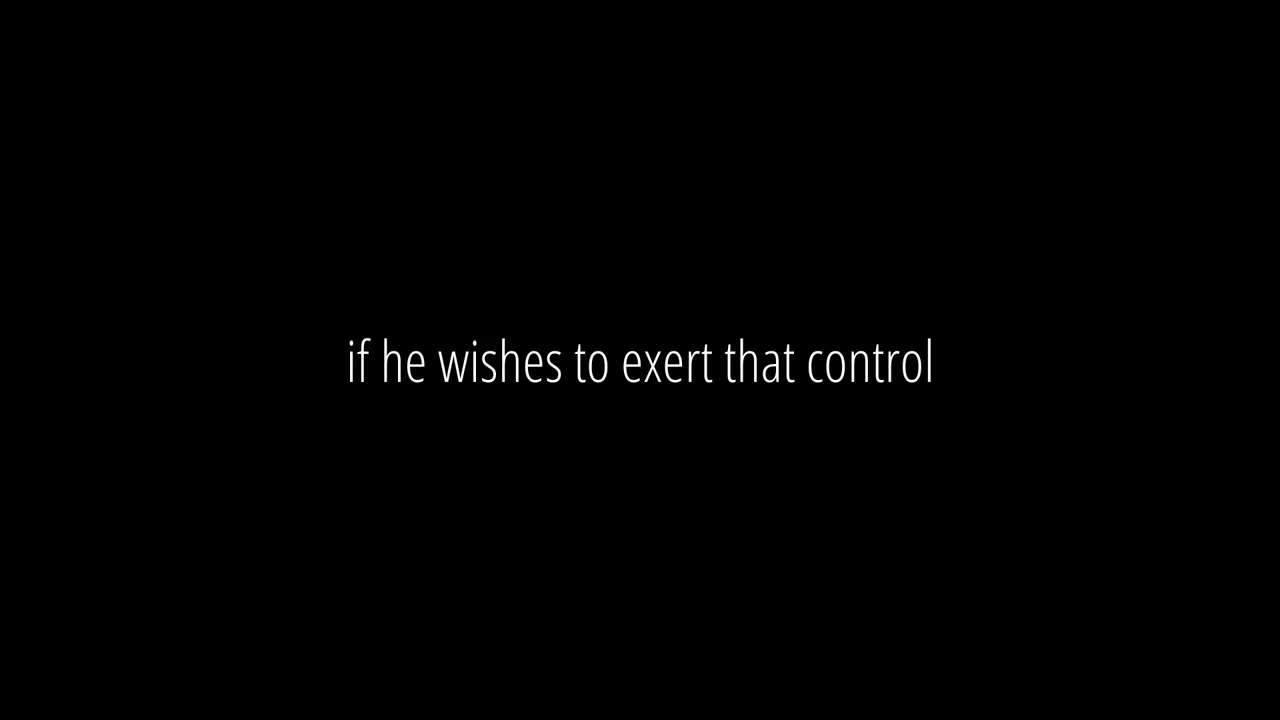 if he wishes to exert that control